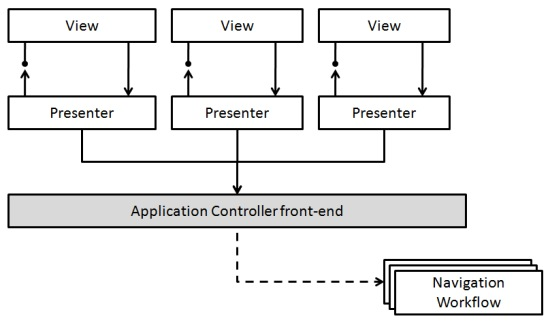 View
View
View
Presenter
Presenter
Presenter
Application Controller front-end
Navigation
Workflow